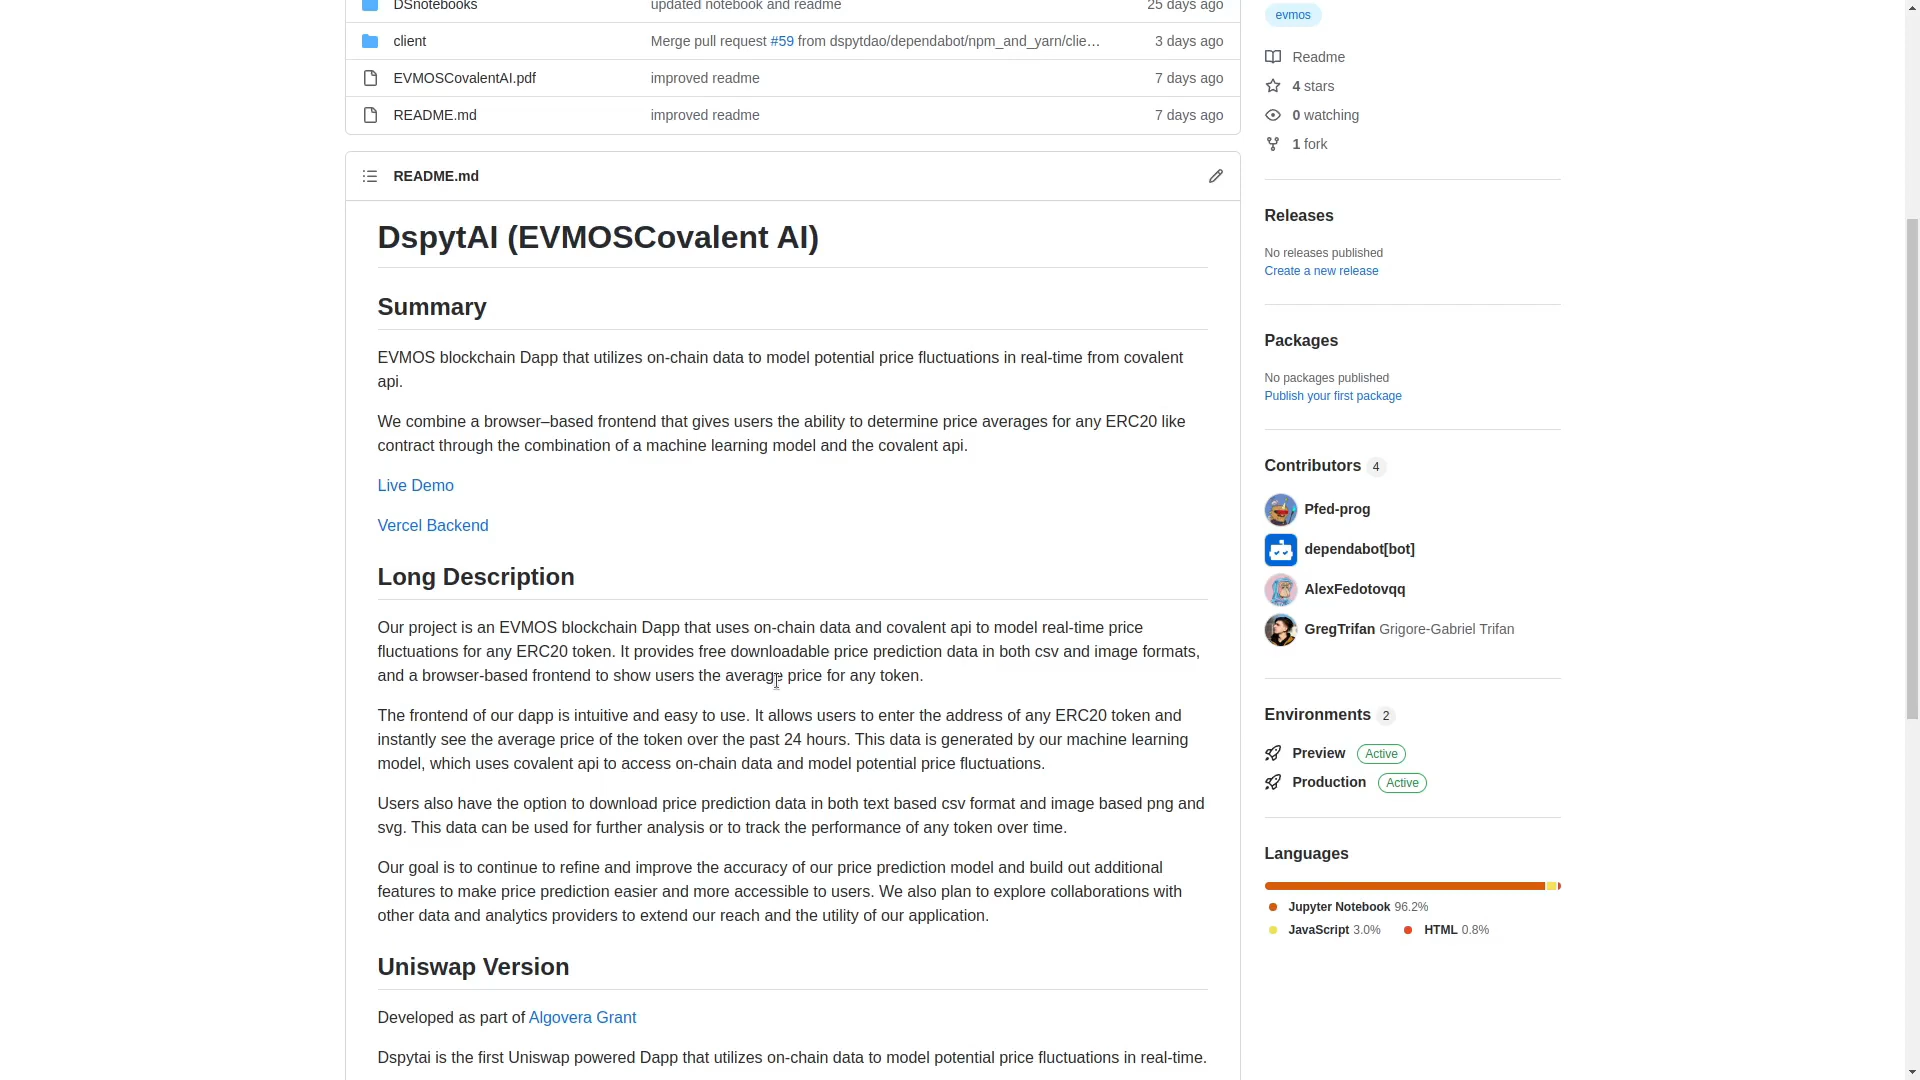 DSnotebooks updated notebook and readme 25 days ago
client Merge pull request #59 from dspytdao/dependabot/npm_and_yarn/clie... 3 days ago
EVMOSCovalentAI.pdf improved readme 7 days ago
README.md improved readme 7 days ago
README.md
DspytAI (EVMOSCovalent AI)
Summary
EVMOS blockchain Dapp that utilizes on-chain data to model potential price fluctuations in real-time from covalent
api.
We combine a browser–based frontend that gives users the ability to determine price averages for any ERC20 like
contract through the combination of a machine learning model and the covalent api.
Live Demo
Vercel Backend
Long Description
Our project is an EVMOS blockchain Dapp that uses on-chain data and covalent api to model real-time price
fluctuations for any ERC20 token. It provides free downloadable price prediction data in both csv and image formats,
and a browser-based frontend to show users the average price for any token.
The frontend of our dapp is intuitive and easy to use. It allows users to enter the address of any ERC20 token and
instantly see the average price of the token over the past 24 hours. This data is generated by our machine learning
model, which uses covalent api to access on-chain data and model potential price fluctuations.
Users also have the option to download price prediction data in both text based csv format and image based png and
svg. This data can be used for further analysis or to track the performance of any token over time.
Our goal is to continue to refine and improve the accuracy of our price prediction model and build out additional
features to make price prediction easier and more accessible to users. We also plan to explore collaborations with
other data and analytics providers to extend our reach and the utility of our application.
Uniswap Version
Developed as part of Algovera Grant
Dspytai is the first Uniswap powered Dapp that utilizes on-chain data to model potential price fluctuations in real-time.
evmos
Readme
4 stars
0 watching
1 fork
Releases
No releases published
Create a new release
Packages
No packages published
Publish your first package
Contributors 4
Pfed-prog
dependabot[bot]
AlexFedotovqq
GregTrifan Grigore-Gabriel Trifan
Environments 2
Preview Active
Production Active
Languages
Jupyter Notebook 96.2%
JavaScript 3.0% HTML 0.8%